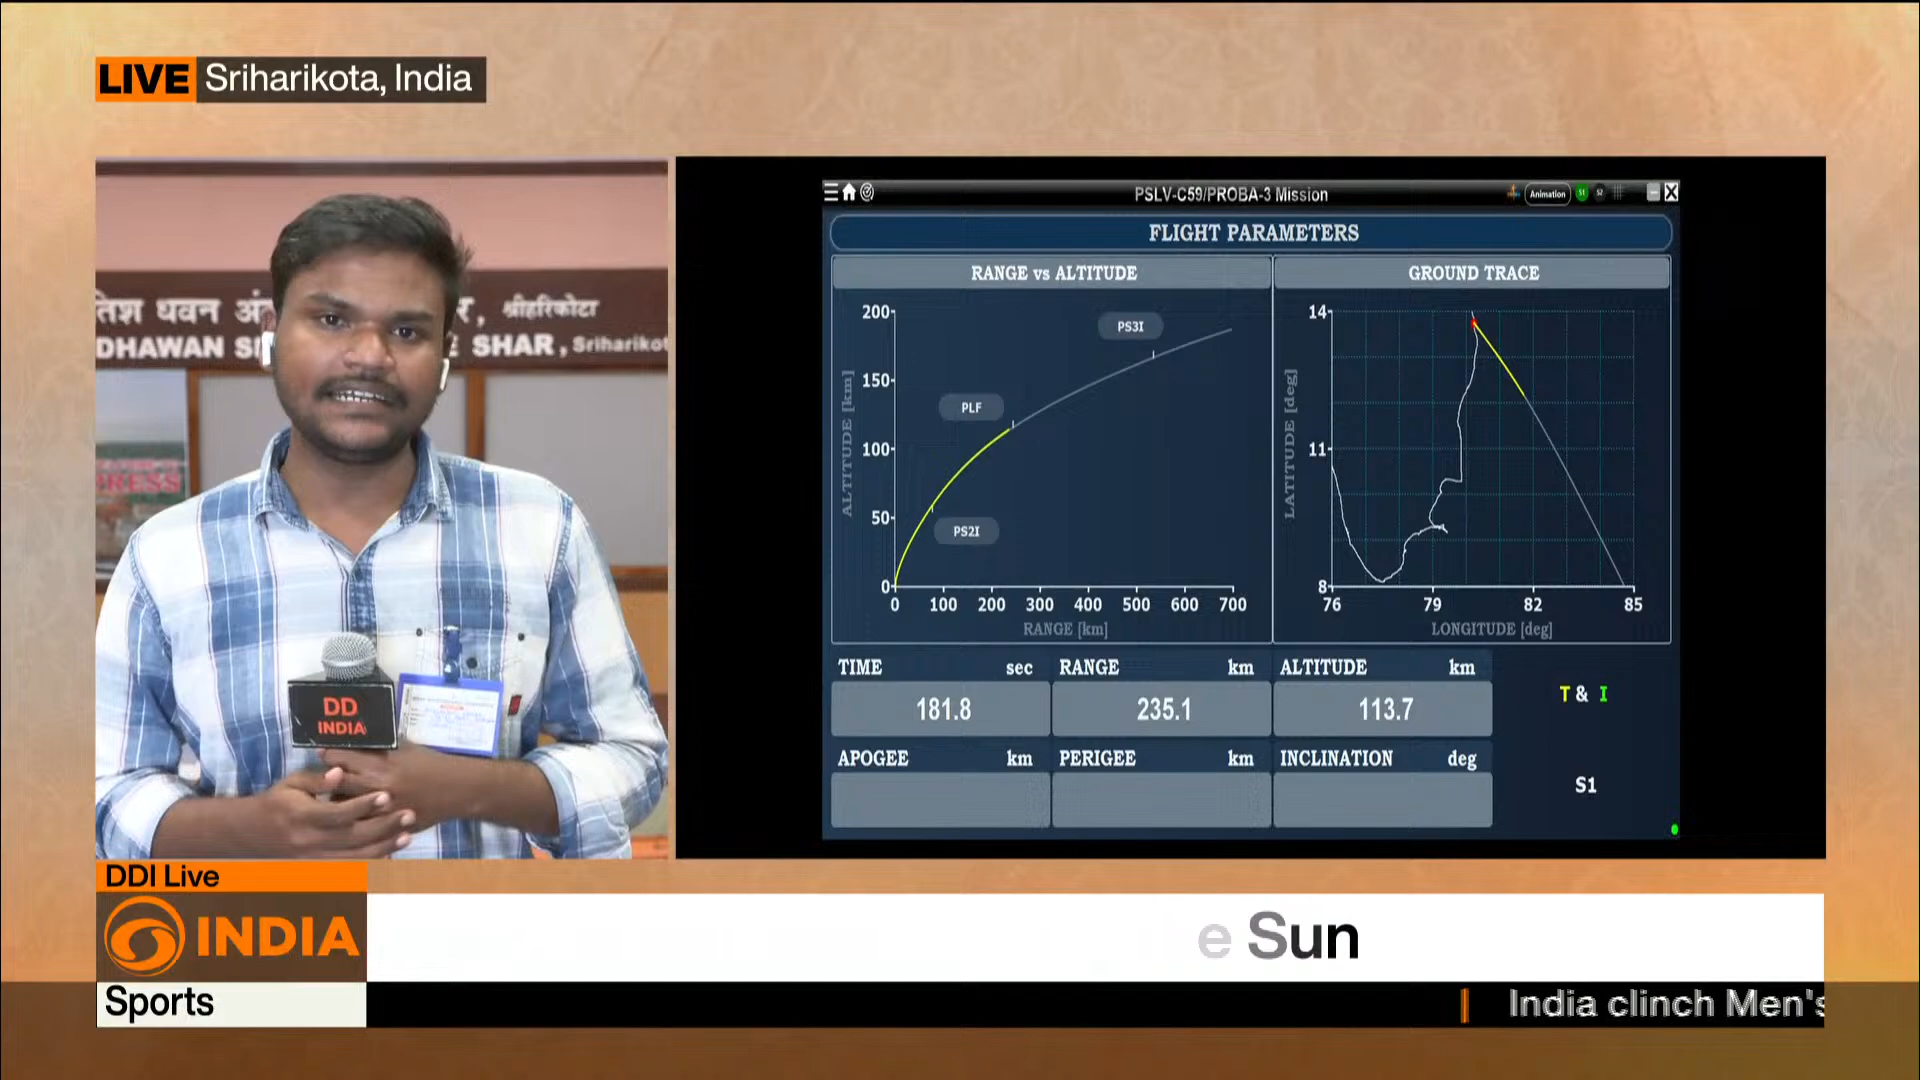 LIVE Sriharikota, India
तिश धवन अं र, श्रीहरिकोटा
DHAWAN S E SHAR, Sriharikot
RESS
DD
INDIA
PSLV-C59/PROBA-3 Mission
Animation S1 S2
FLIGHT PARAMETERS
RANGE vs ALTITUDE
ALTITUDE [km]
200
150
100
50
0
PS3I
PLF
PS2I
0 100 200 300 400 500 600 700
RANGE [km]
GROUND TRACE
LATITUDE [deg]
14
11
8
76 79 82 85
LONGITUDE [deg]
TIME sec RANGE km ALTITUDE km
181.8 235.1 113.7
T & I
APOGEE km PERIGEE km INCLINATION deg
S1
DDI Live
INDIA
e Sun
Sports
India clinch Men's